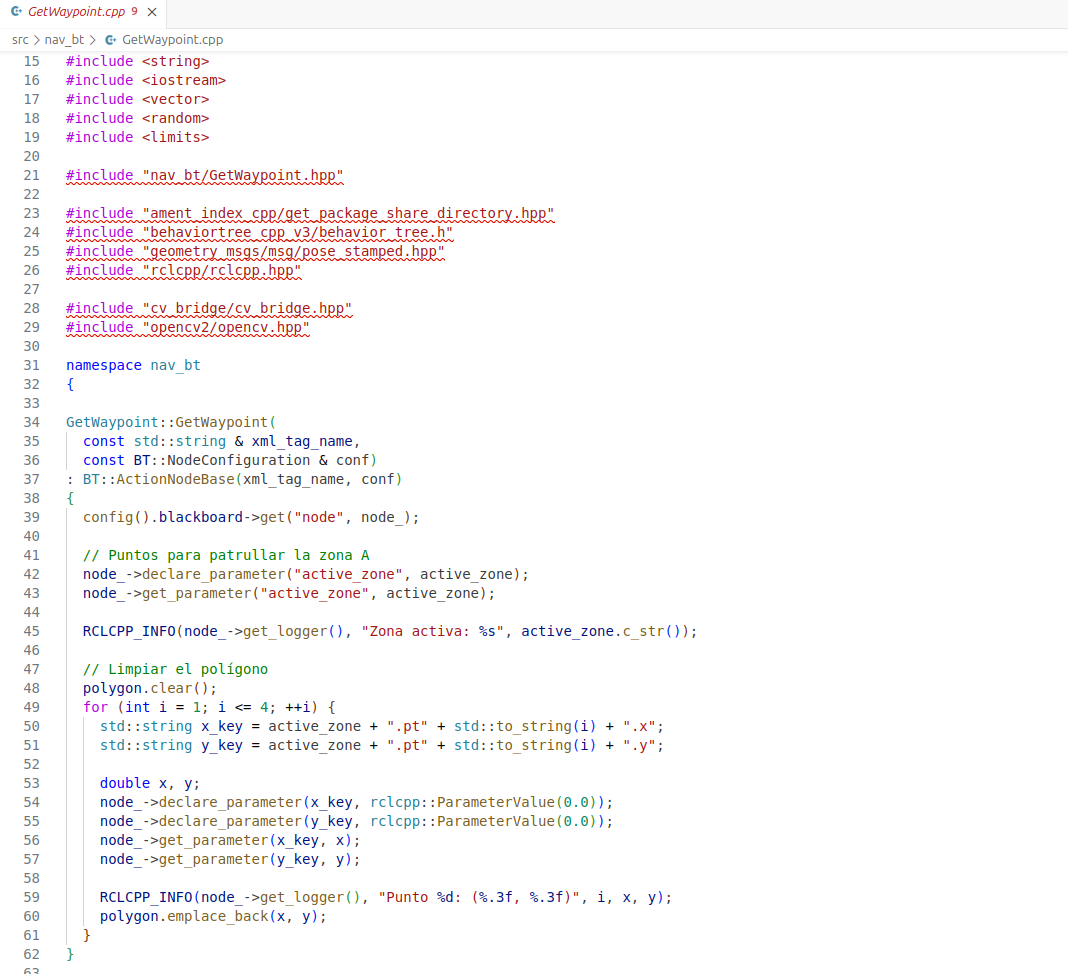 GetWaypoint.cpp 9
src > nav_bt > GetWaypoint.cpp
15 #include <string>
16 #include <iostream>
17 #include <vector>
18 #include <random>
19 #include <limits>
20
21 #include "nav_bt/GetWaypoint.hpp"
22
23 #include "ament_index_cpp/get_package_share_directory.hpp"
24 #include "behaviortree_cpp_v3/behavior_tree.h"
25 #include "geometry_msgs/msg/pose_stamped.hpp"
26 #include "rclcpp/rclcpp.hpp"
27
28 #include "cv_bridge/cv_bridge.hpp"
29 #include "opencv2/opencv.hpp"
30
31 namespace nav_bt
32 {
33
34 GetWaypoint::GetWaypoint(
35   const std::string & xml_tag_name,
36   const BT::NodeConfiguration & conf)
37 : BT::ActionNodeBase(xml_tag_name, conf)
38 {
39   config().blackboard->get("node", node_);
40
41   // Puntos para patrullar la zona A
42   node_->declare_parameter("active_zone", active_zone);
43   node_->get_parameter("active_zone", active_zone);
44
45   RCLCPP_INFO(node_->get_logger(), "Zona activa: %s", active_zone.c_str());
46
47   // Limpiar el polígono
48   polygon.clear();
49   for (int i = 1; i <= 4; ++i) {
50     std::string x_key = active_zone + ".pt" + std::to_string(i) + ".x";
51     std::string y_key = active_zone + ".pt" + std::to_string(i) + ".y";
52
53     double x, y;
54     node_->declare_parameter(x_key, rclcpp::ParameterValue(0.0));
55     node_->declare_parameter(y_key, rclcpp::ParameterValue(0.0));
56     node_->get_parameter(x_key, x);
57     node_->get_parameter(y_key, y);
58
59     RCLCPP_INFO(node_->get_logger(), "Punto %d: (%.3f, %.3f)", i, x, y);
60     polygon.emplace_back(x, y);
61   }
62 }
63